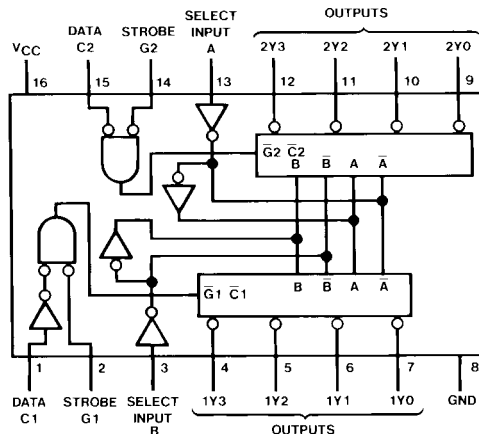 OUTPUTS
VCC
DATA C2
STROBE G2
SELECT INPUT A
2Y3 2Y2 2Y1 2Y0
16 15 14 13 12 11 10 9
G̅2 C̅2
B B̅ A A̅
G̅1 C̅1 B B̅ A A̅
1 2 3 4 5 6 7 8
DATA C1
STROBE G1
SELECT INPUT B
1Y3 1Y2 1Y1 1Y0
GND
OUTPUTS